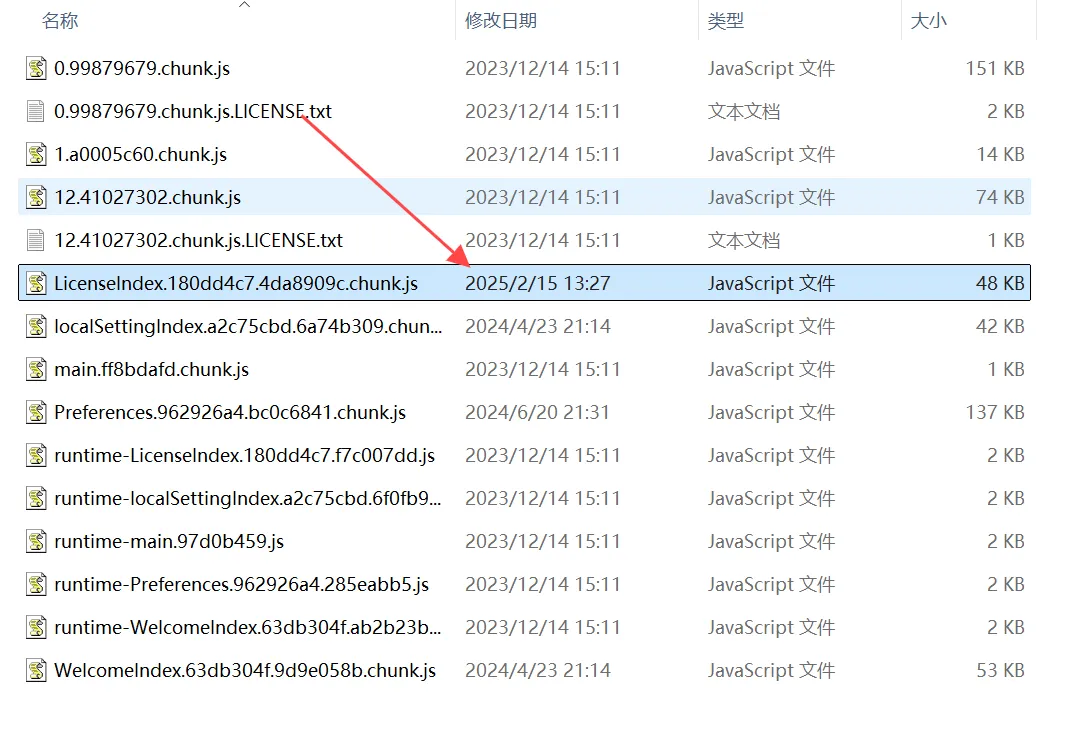 名称 修改日期 类型 大小
0.99879679.chunk.js 2023/12/14 15:11 JavaScript 文件 151 KB
0.99879679.chunk.js.LICENSE.txt 2023/12/14 15:11 文本文档 2 KB
1.a0005c60.chunk.js 2023/12/14 15:11 JavaScript 文件 14 KB
12.41027302.chunk.js 2023/12/14 15:11 JavaScript 文件 74 KB
12.41027302.chunk.js.LICENSE.txt 2023/12/14 15:11 文本文档 1 KB
LicenseIndex.180dd4c7.4da8909c.chunk.js 2025/2/15 13:27 JavaScript 文件 48 KB
localSettingIndex.a2c75cbd.6a74b309.chun... 2024/4/23 21:14 JavaScript 文件 42 KB
main.ff8bdafd.chunk.js 2023/12/14 15:11 JavaScript 文件 1 KB
Preferences.962926a4.bc0c6841.chunk.js 2024/6/20 21:31 JavaScript 文件 137 KB
runtime-LicenseIndex.180dd4c7.f7c007dd.js 2023/12/14 15:11 JavaScript 文件 2 KB
runtime-localSettingIndex.a2c75cbd.6f0fb9... 2023/12/14 15:11 JavaScript 文件 2 KB
runtime-main.97d0b459.js 2023/12/14 15:11 JavaScript 文件 2 KB
runtime-Preferences.962926a4.285eabb5.js 2023/12/14 15:11 JavaScript 文件 2 KB
runtime-WelcomeIndex.63db304f.ab2b23b... 2023/12/14 15:11 JavaScript 文件 2 KB
WelcomeIndex.63db304f.9d9e058b.chunk.js 2024/4/23 21:14 JavaScript 文件 53 KB